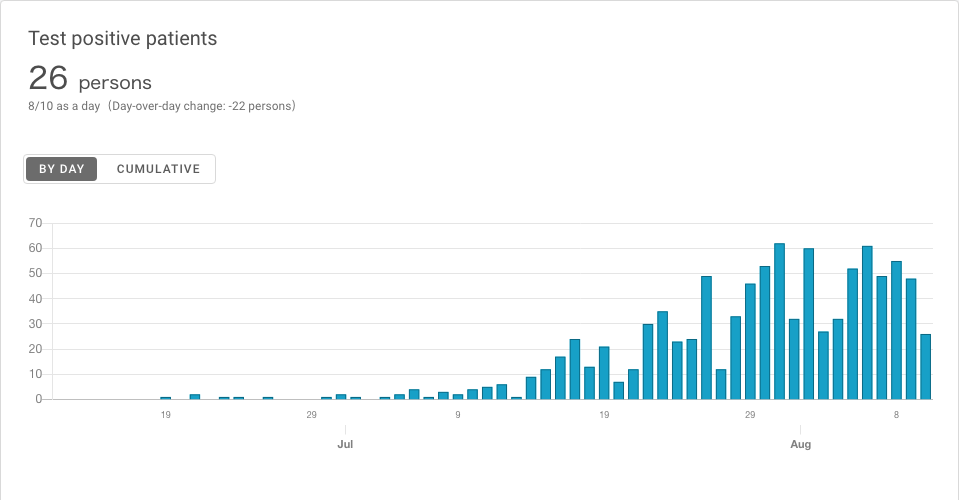 Test positive patients
26 persons
8/10 as a day（Day-over-day change: -22 persons）
BY DAY CUMULATIVE
70
60
50
40
30
20
10
0
19 29 9 19 29 8
Jul Aug